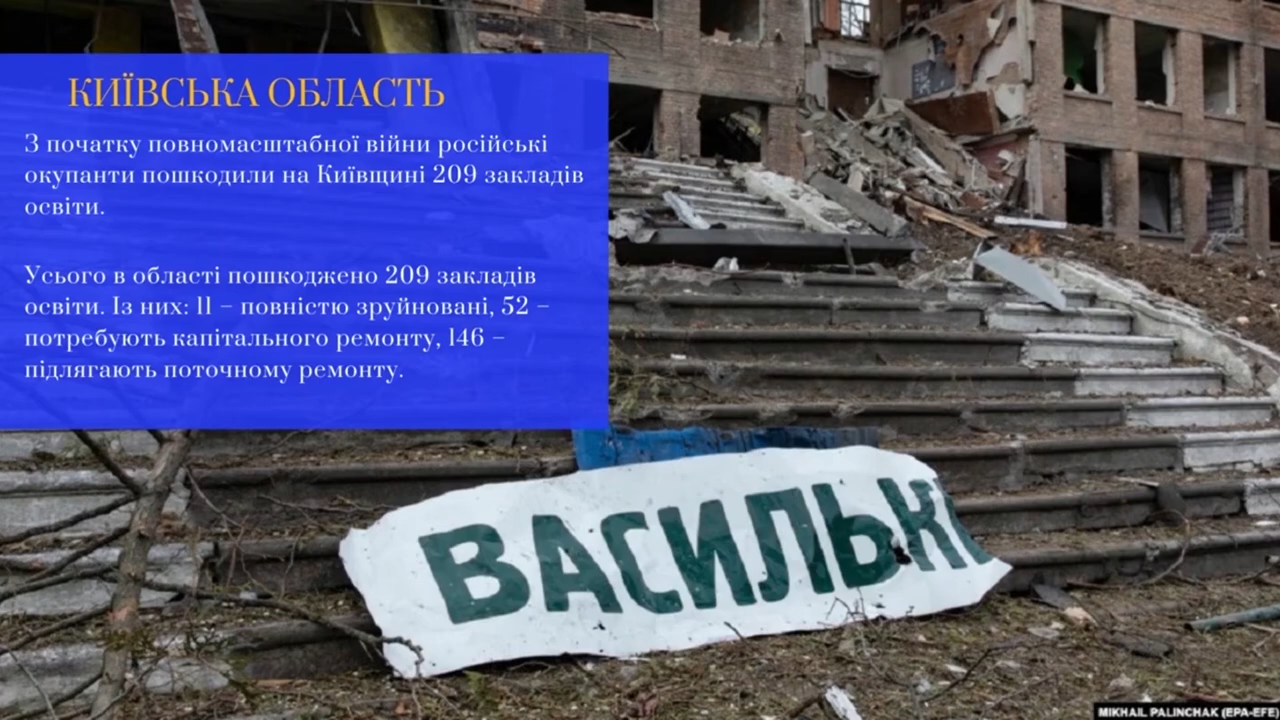 КИЇВСЬКА ОБЛАСТЬ
З початку повномасштабної війни російські
окупанти пошкодили на Київщині 209 закладів
освіти.
Усього в області пошкоджено 209 закладів
освіти. Із них: 11 – повністю зруйновані, 52 –
потребують капітального ремонту, 146 –
підлягають поточному ремонту.
ВАСИЛЬК
MIKHAIL PALINCHAK (EPA-EFE)